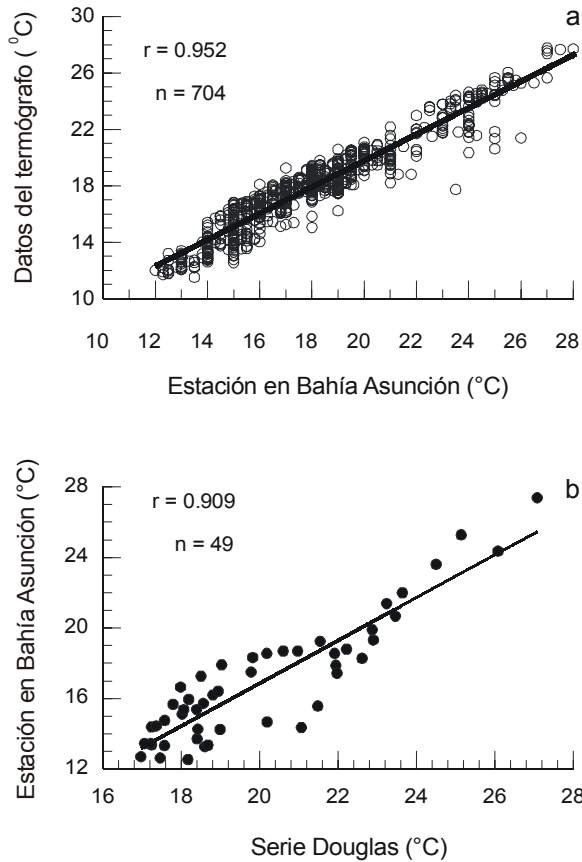 a
30
r = 0.952
n = 704
26
22
18
14
10
Datos del termógrafo ( ⁰C)
10 12 14 16 18 20 22 24 26 28
Estación en Bahía Asunción (°C)
b
28
r = 0.909
n = 49
24
20
16
12
Estación en Bahía Asunción (°C)
16 18 20 22 24 26 28
Serie Douglas (°C)